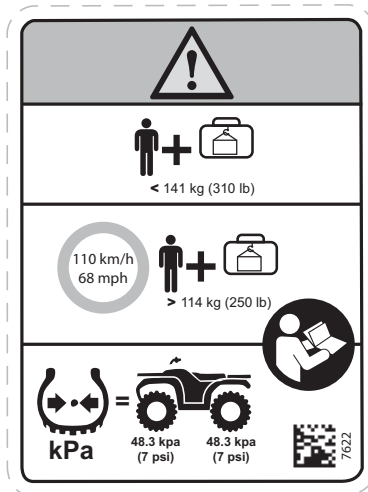 !
< 141 kg (310 lb)
110 km/h
68 mph
> 114 kg (250 lb)
kPa
=
48.3 kpa
(7 psi)
48.3 kpa
(7 psi)
7622